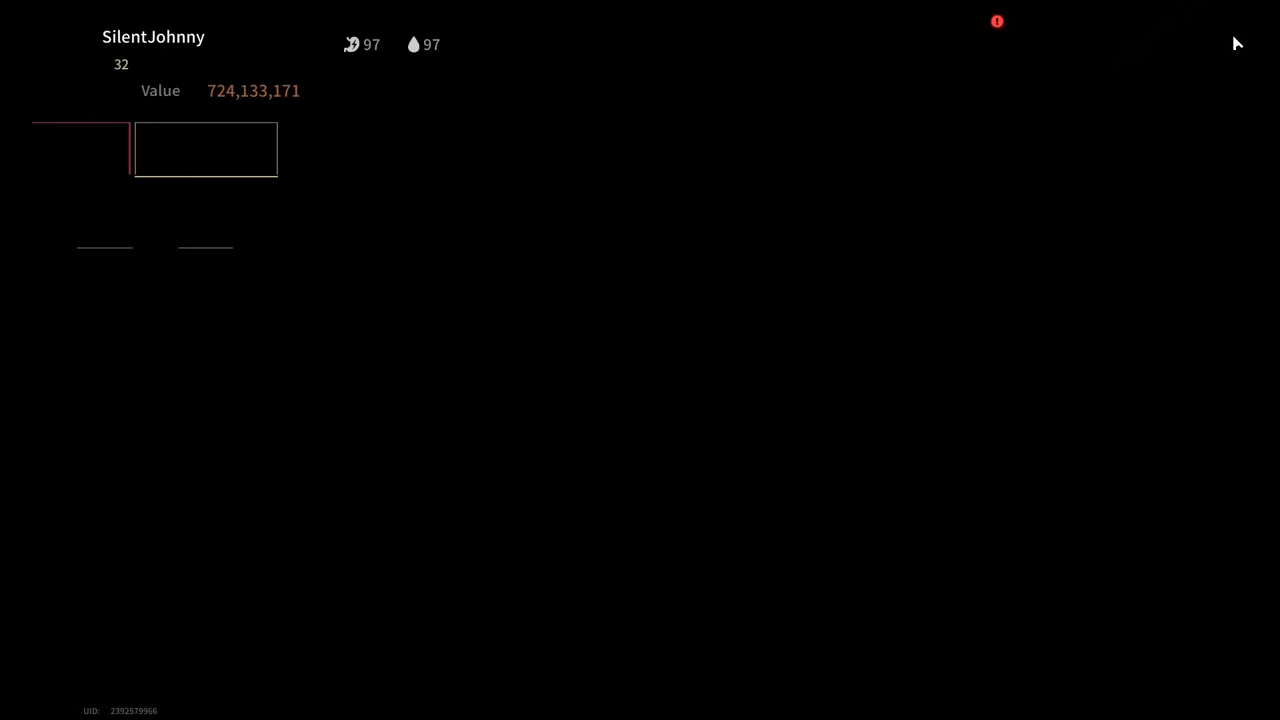 SilentJohnny
97 97
32
Value 724,133,171
UID: 2392579966